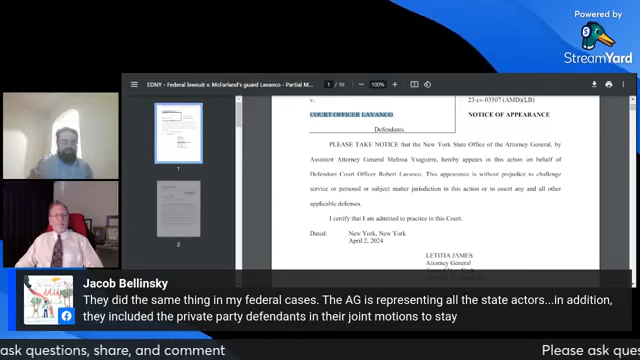 Powered by
StreamYard
EDNY - Federal lawsuit v. McFarland's guard Lavanco - Partial M...
1 / 18
100%
v.
23-cv-03507 (AMD)(LB)
COURT OFFICER LAVANCO.
NOTICE OF APPEARANCE
Defendants.
PLEASE TAKE NOTICE that the New York State Office of the Attorney General, by
Assistant Attorney General Melissa Ysaguirre, hereby appears in this action on behalf of
Defendant Court Officer Robert Lavanco. This appearance is without prejudice to challenge
service or personal or subject matter jurisdiction in this action or to assert any and all other
applicable defenses.
I certify that I am admitted to practice in this Court.
Dated: New York, New York
April 2, 2024
LETITIA JAMES
Attorney General
1
2
Jacob Bellinsky
They did the same thing in my federal cases. The AG is representing all the state actors...in addition,
they included the private party defendants in their joint motions to stay
ask questions, share, and comment
Please ask ques